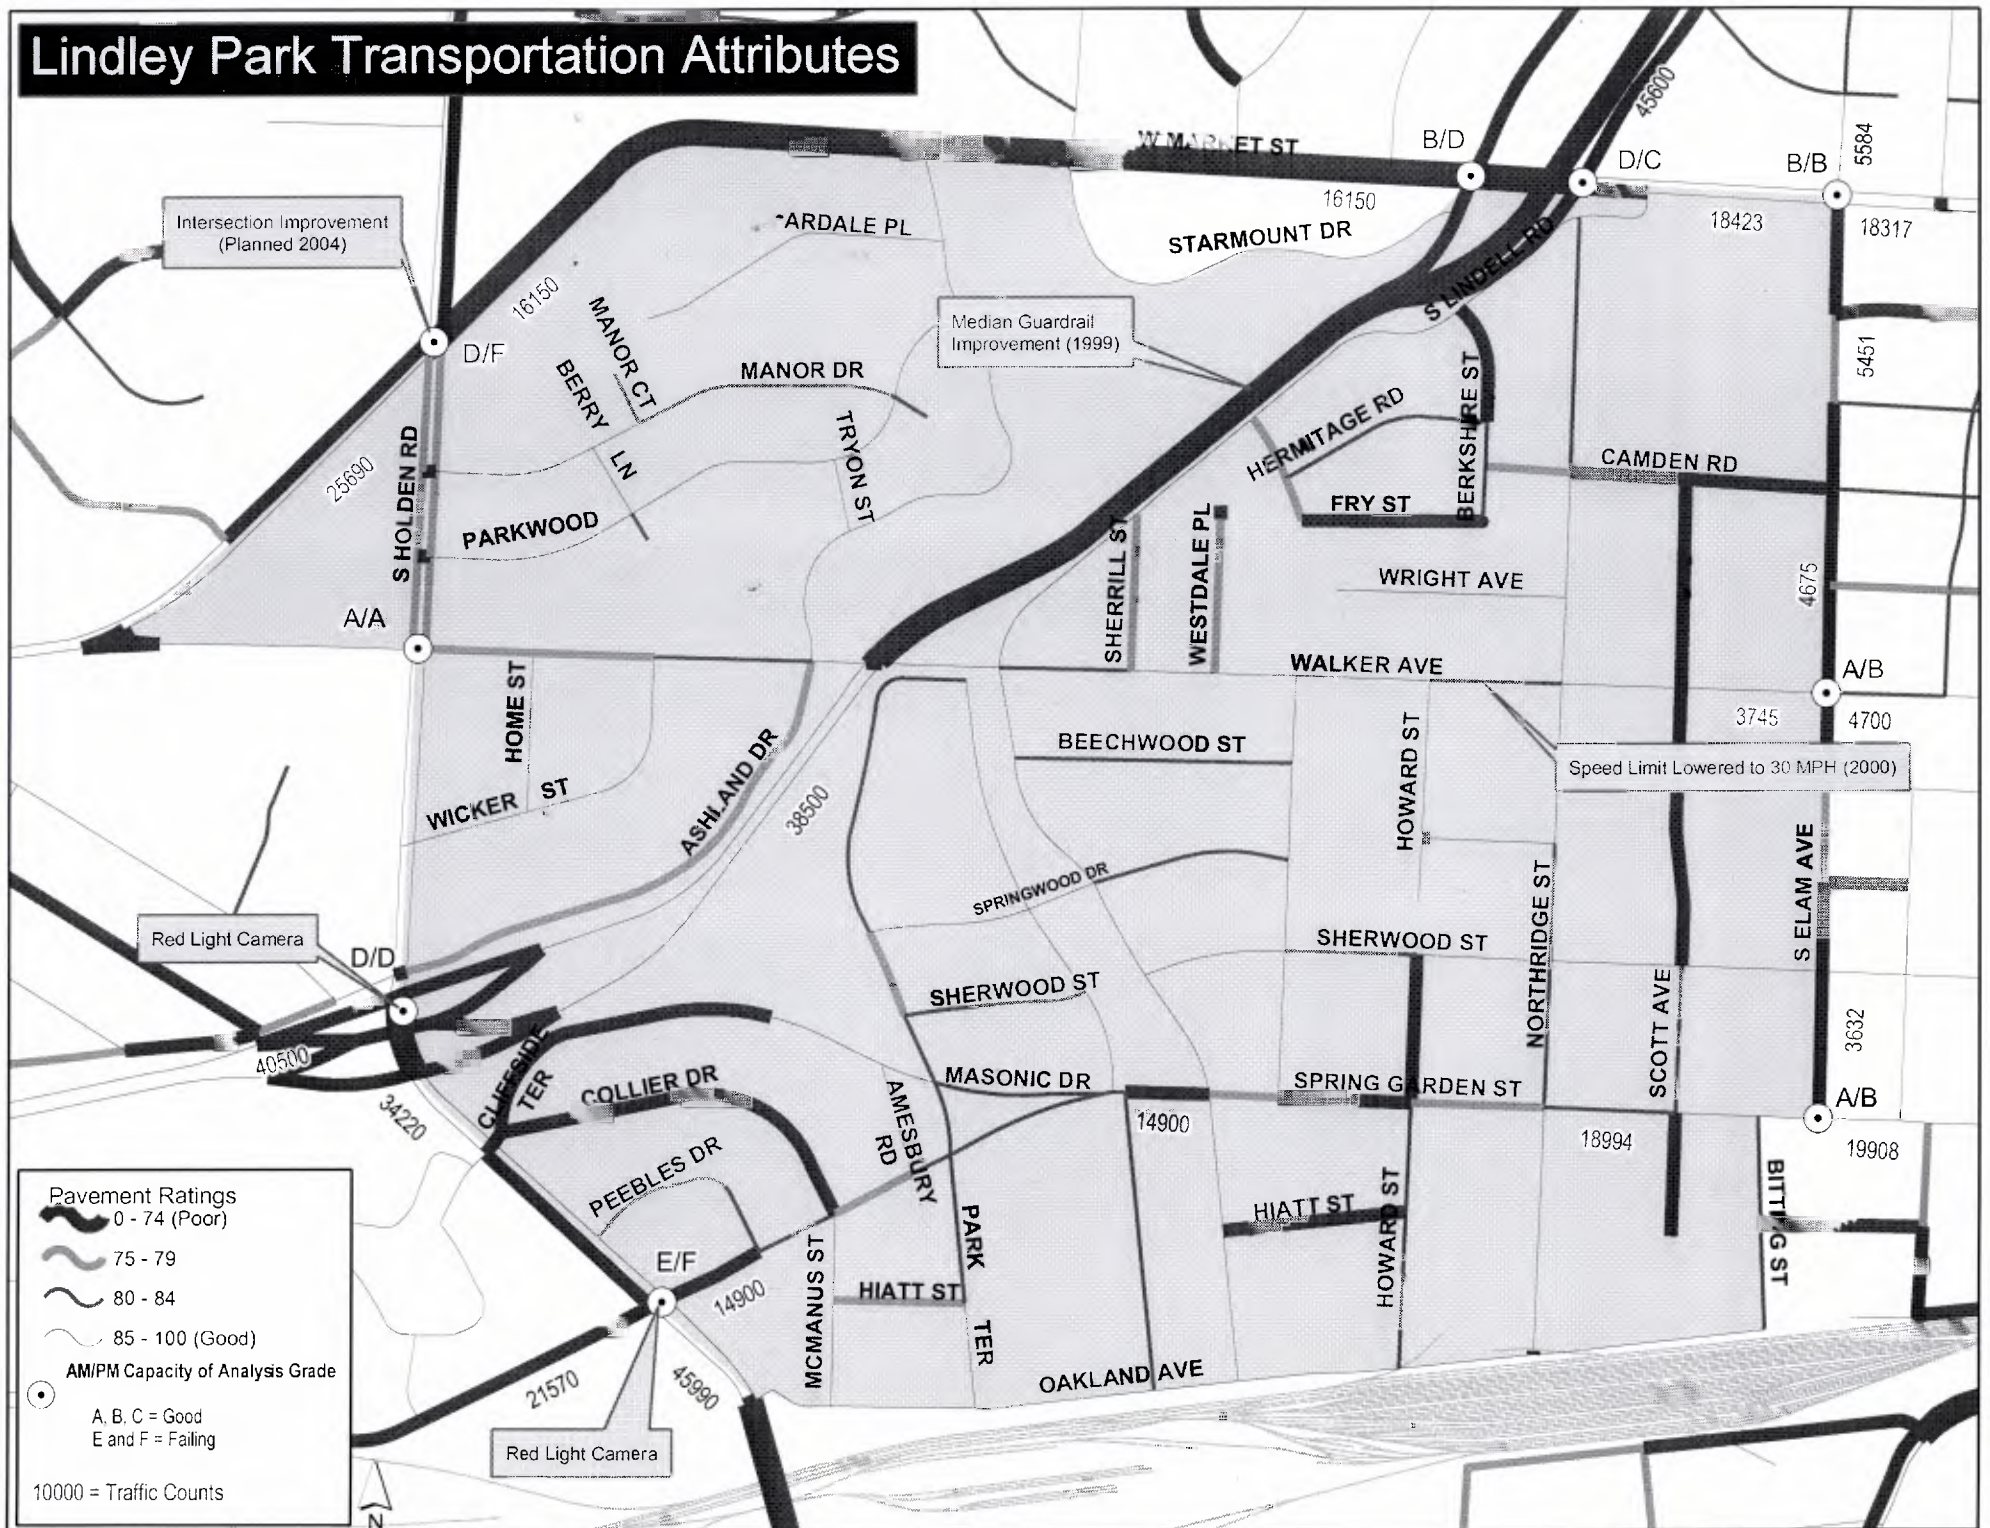 Lindley Park Transportation Attributes
W MARKET ST
B/D
D/C
B/B
45600
5584
16150
18423
18317
Intersection Improvement
(Planned 2004)
ARDALE PL
STARMOUNT DR
S LINDELL RD
16150
D/F
MANOR CT
BERRY
LN
MANOR DR
Median Guardrail
Improvement (1999)
5451
25690
S HOLDEN RD
PARKWOOD
TRYON ST
HERMITAGE RD
BERKSHIRE ST
CAMDEN RD
FRY ST
SHERRILL ST
WESTDALE PL
WRIGHT AVE
4675
A/A
WALKER AVE
A/B
HOME ST
3745
4700
BEECHWOOD ST
HOWARD ST
Speed Limit Lowered to 30 MPH (2000)
WICKER ST
ASHLAND DR
38500
SPRINGWOOD DR
S ELAM AVE
Red Light Camera
D/D
SHERWOOD ST
NORTHRIDGE ST
SHERWOOD ST
SCOTT AVE
3632
40500
34220
CLIFFSIDE
TER
COLLIER DR
AMESBURY
RD
MASONIC DR
SPRING GARDEN ST
A/B
14900
18994
19908
PEEBLES DR
HIATT ST
HOWARD ST
BITTING ST
PARK
TER
E/F
14900
MCMANUS ST
HIATT ST
OAKLAND AVE
21570
45990
Red Light Camera
Pavement Ratings
0 - 74 (Poor)
75 - 79
80 - 84
85 - 100 (Good)
AM/PM Capacity of Analysis Grade
A, B, C = Good
E and F = Failing
10000 = Traffic Counts
N